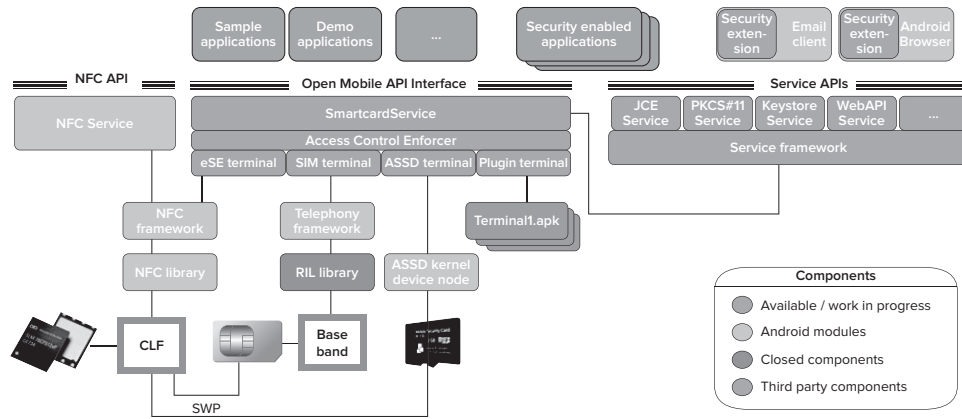 Sample
applications
Demo
applications
...
Security enabled
applications
Security
exten-
sion
Email
client
Security
exten-
sion
Android
Browser
NFC API
Open Mobile API Interface
Service APIs
NFC Service
SmartcardService
Access Control Enforcer
eSE terminal
SIM terminal
ASSD terminal
Plugin terminal
JCE
Service
PKCS#11
Service
Keystore
Service
WebAPI
Service
...
Service framework
NFC
framework
Telephony
framework
Terminal1.apk
NFC library
RIL library
ASSD kernel
device node
CLF
Base
band
SWP
Components
Available / work in progress
Android modules
Closed components
Third party components